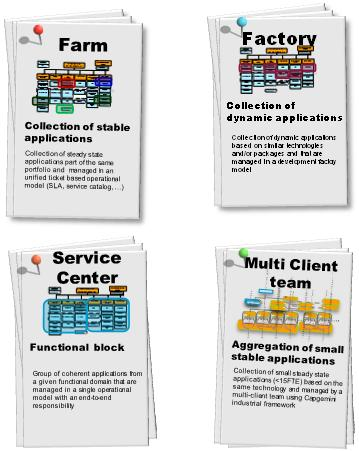 Farm
Collection of stable
applications
Collection of steady state
applications part of the same
portfolio and managed in an
unified ticket based operational
model (SLA, service catalog, …)
Factory
Collection of
dynamic applications
Collection of dynamic applications
based on similar technologies
and/or packages and that are
managed in a development factoy
model
Service
Center
Functional block
Group of coherent applications from
a given functional domain that are
managed in a single operational
model with an end-to-end
responsibility
Multi Client
team
Aggregation of small
stable applications
Collection of small steady state
applications (<15FTE) based on the
same technology and managed by a
multi-client team using Capgemini
industrial framework